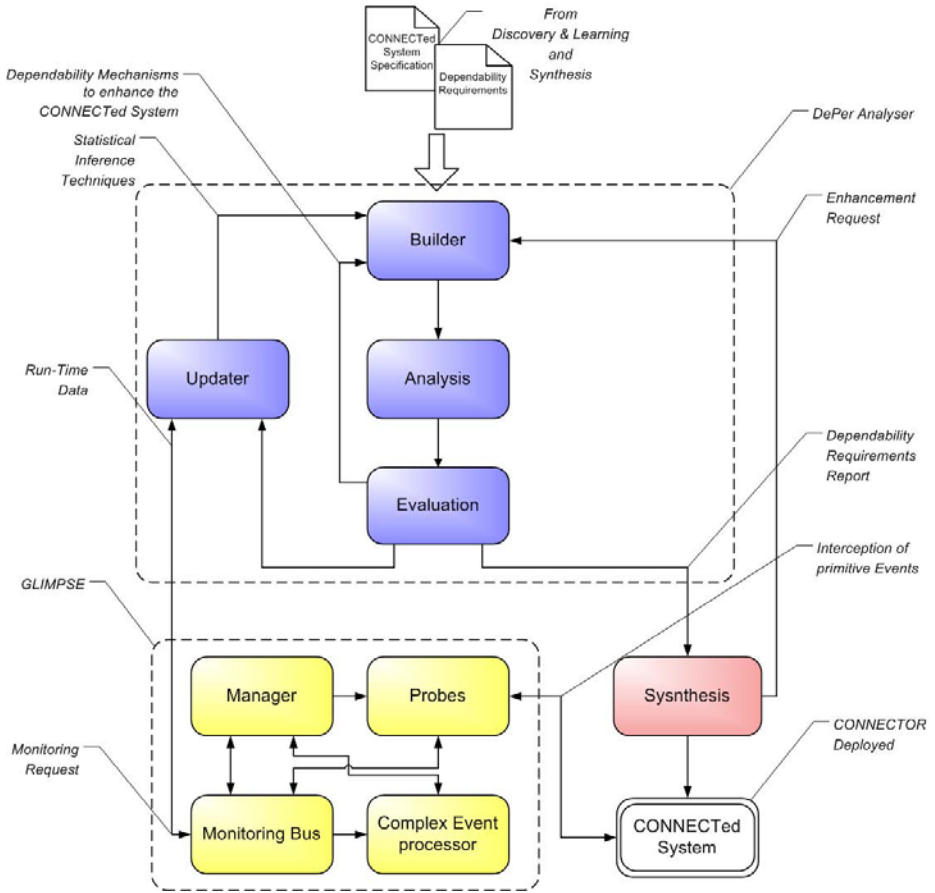 From
Discovery & Learning
and
Synthesis
CONNECTed
System
Specification
Dependability
Requirements
Dependability Mechanisms
to enhance the
CONNECTed System
Statistical
Inference
Techniques
DePer Analyser
Enhancement
Request
Builder
Run-Time
Data
Updater
Analysis
Dependability
Requirements
Report
Evaluation
Interception of
primitive Events
GLIMPSE
Manager
Probes
Sysnthesis
CONNECTOR
Deployed
Monitoring
Request
Monitoring Bus
Complex Event
processor
CONNECTed
System